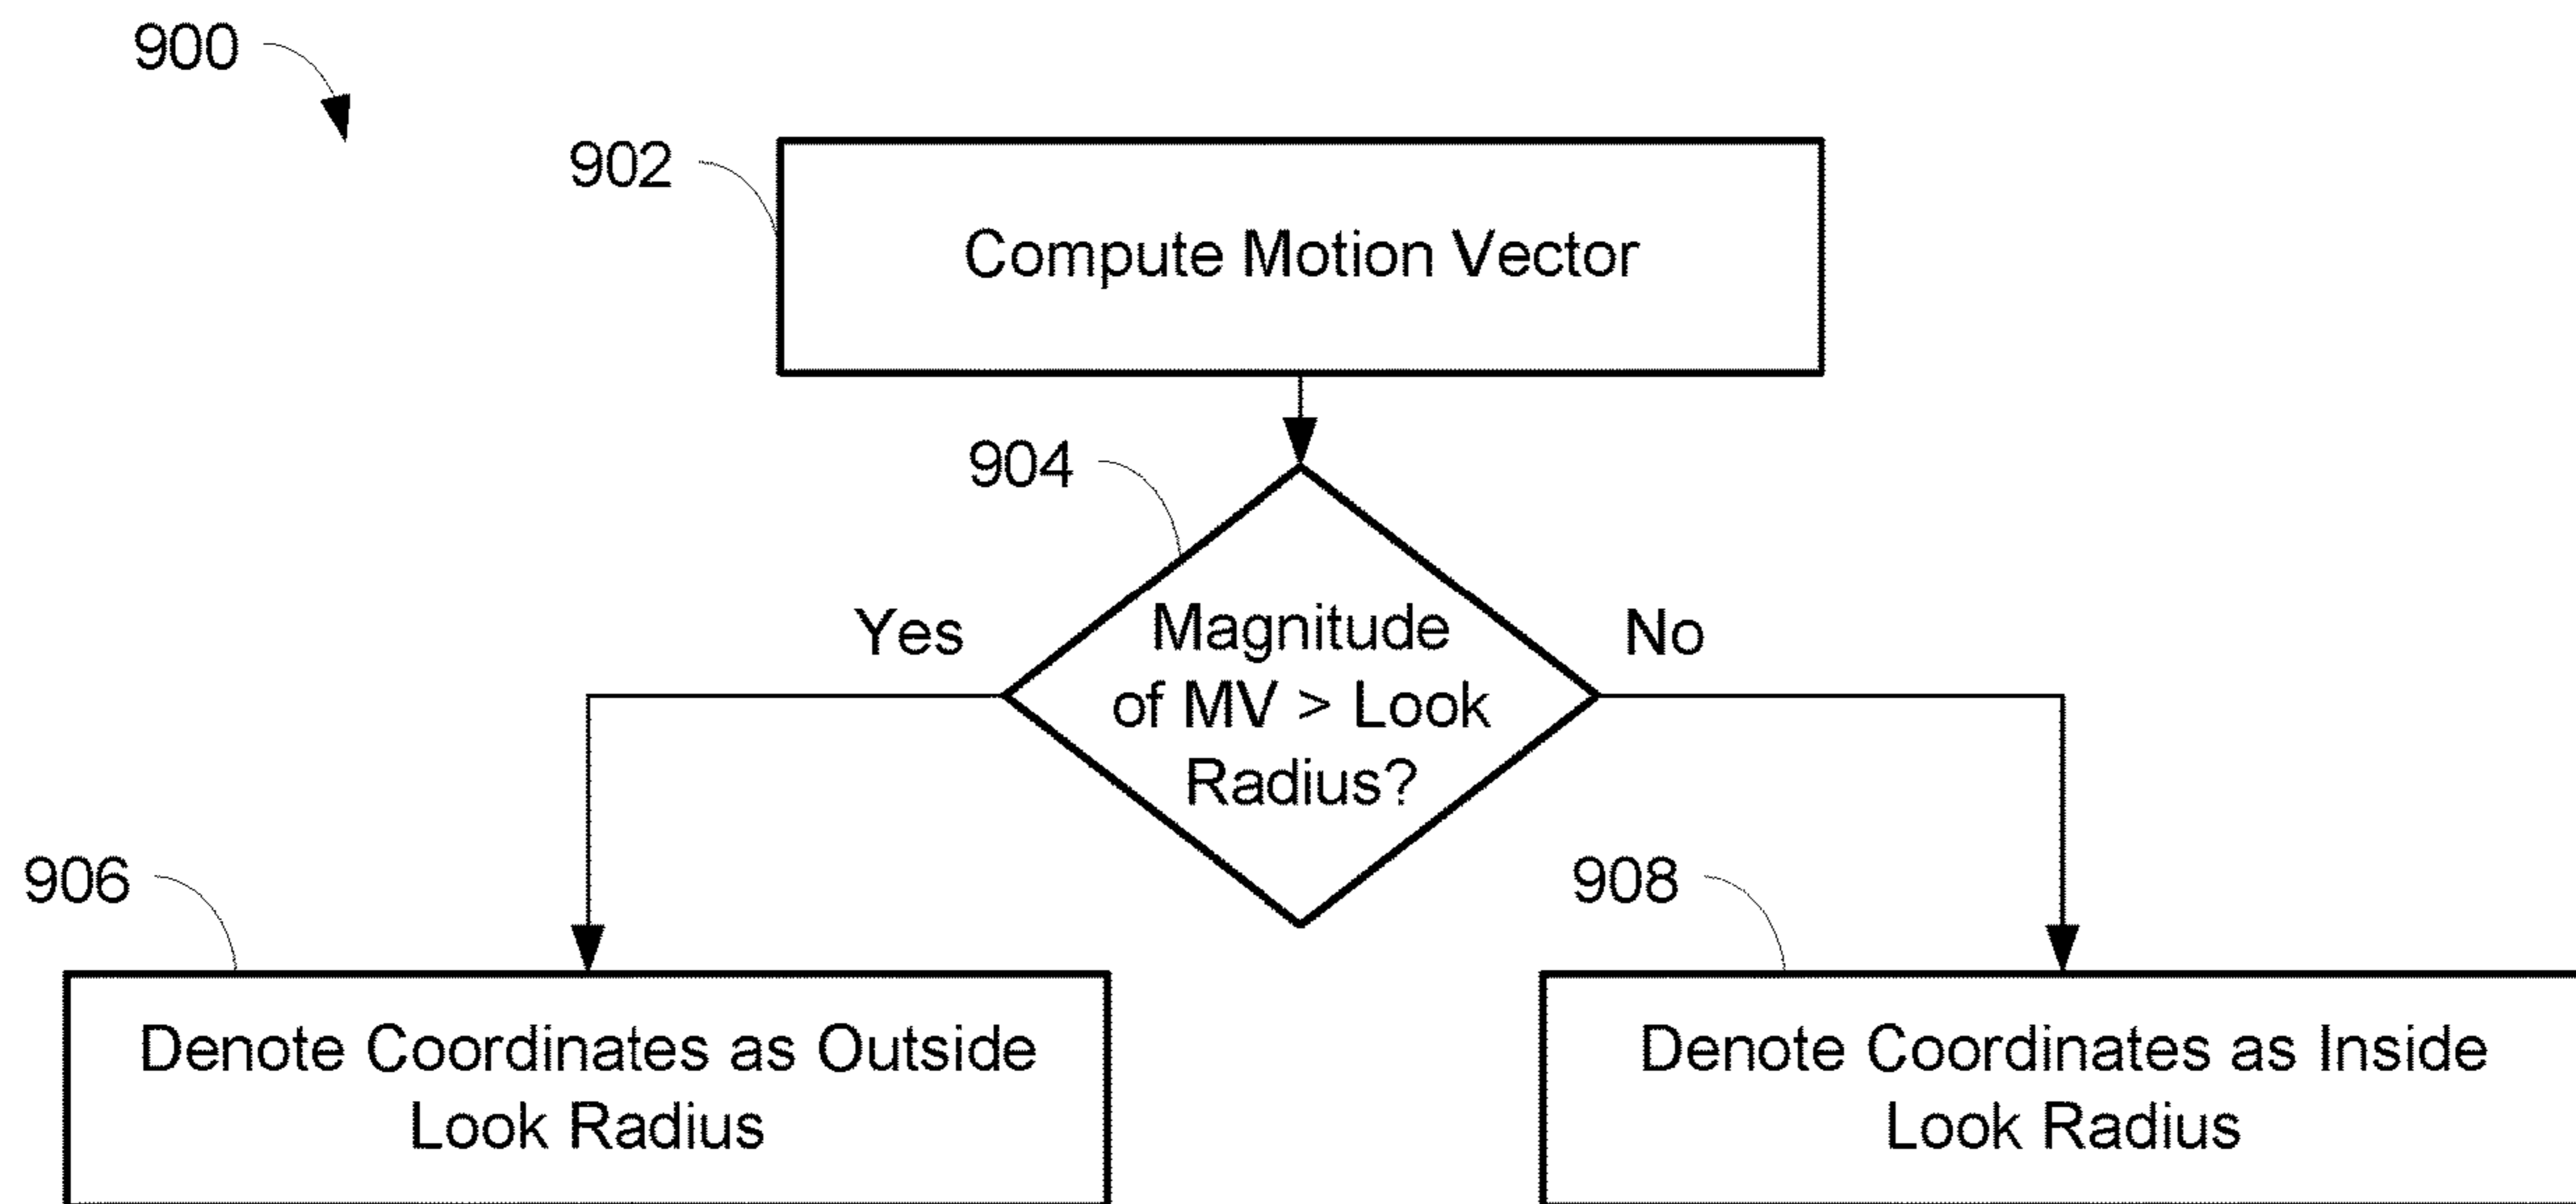 900
902
Compute Motion Vector
904
Yes
Magnitude
of MV > Look
Radius?
No
906
Denote Coordinates as Outside
Look Radius
908
Denote Coordinates as Inside
Look Radius